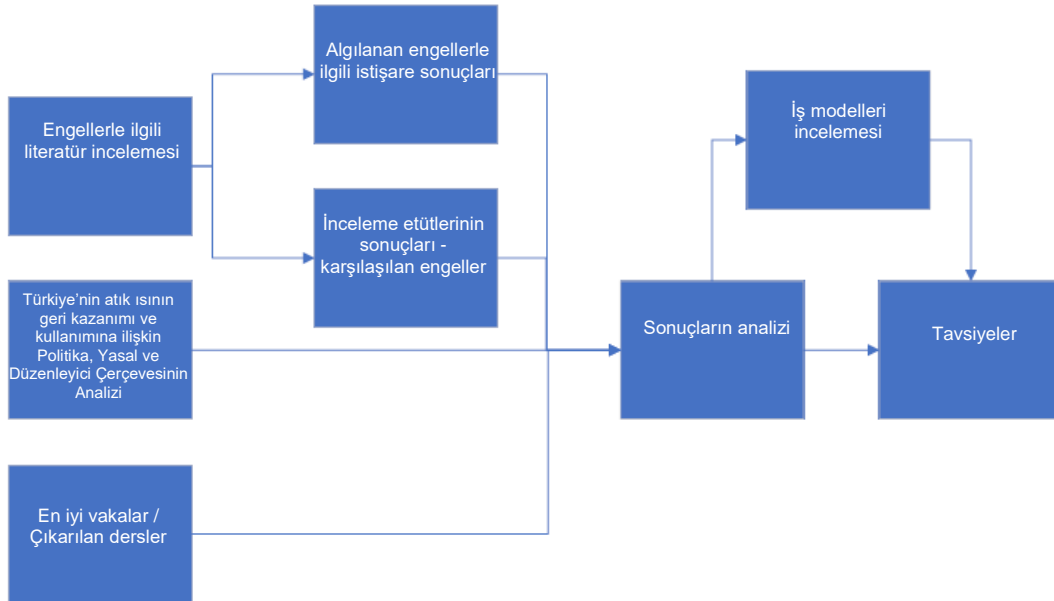 Engellerle ilgili
literatür incelemesi
Algılanan engellerle
ilgili istişare sonuçları
İnceleme etütlerinin
sonuçları -
karşılaşılan engeller
Türkiye’nin atık ısının
geri kazanımı ve
kullanımına ilişkin
Politika, Yasal ve
Düzenleyici Çerçevesinin
Analizi
En iyi vakalar /
Çıkarılan dersler
Sonuçların analizi
İş modelleri
incelemesi
Tavsiyeler